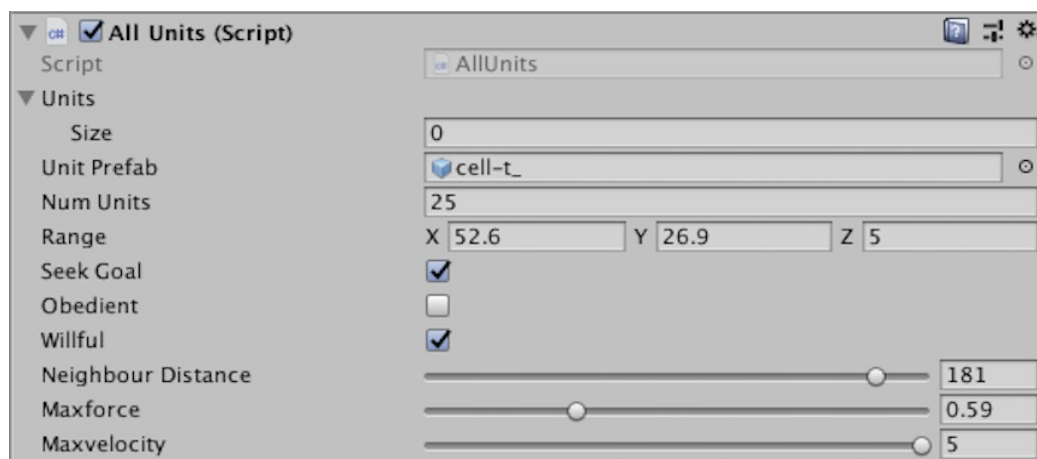 All Units (Script)
Script AllUnits
Units
Size 0
Unit Prefab cell-t_
Num Units 25
Range X 52.6 Y 26.9 Z 5
Seek Goal
Obedient
Willful
Neighbour Distance 181
Maxforce 0.59
Maxvelocity 5